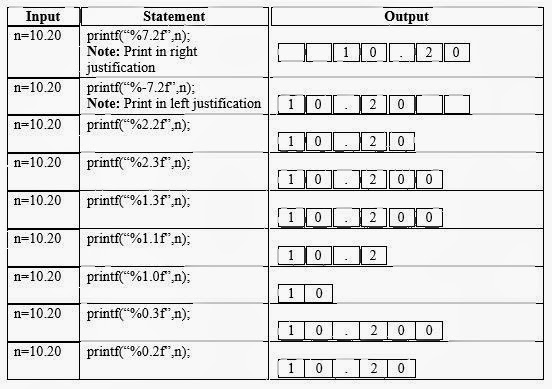 Input Statement Output
n=10.20 printf(“%7.2f”,n); 1 0 . 2 0
Note: Print in right
justification
n=10.20 printf(“%-7.2f”,n);
Note: Print in left justification 1 0 . 2 0
n=10.20 printf(“%2.2f”,n); 1 0 . 2 0
n=10.20 printf(“%2.3f”,n); 1 0 . 2 0 0
n=10.20 printf(“%1.3f”,n); 1 0 . 2 0 0
n=10.20 printf(“%1.1f”,n); 1 0 . 2
n=10.20 printf(“%1.0f”,n); 1 0
n=10.20 printf(“%0.3f”,n); 1 0 . 2 0 0
n=10.20 printf(“%0.2f”,n); 1 0 . 2 0